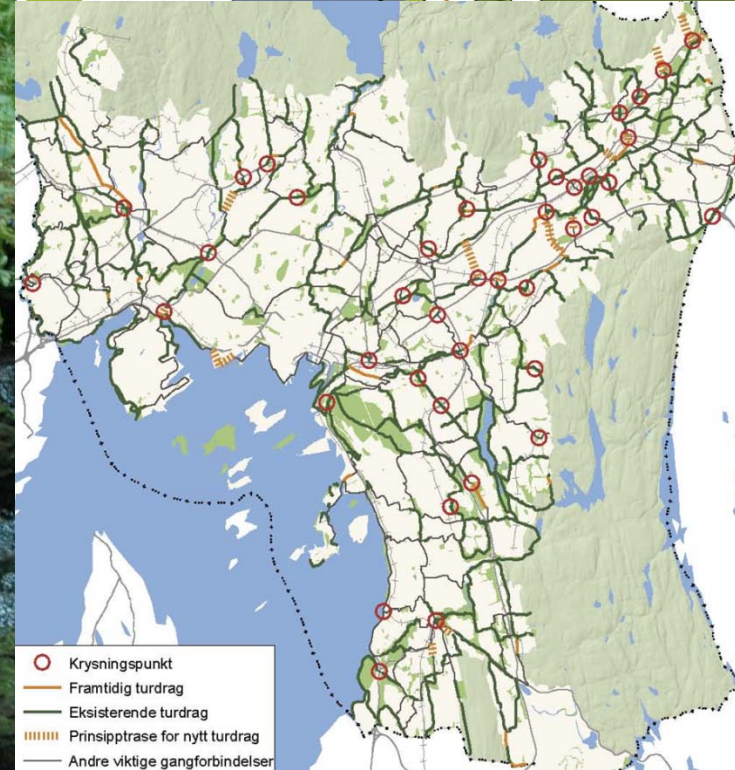 Krysningspunkt
Framtidig turdrag
Eksisterende turdrag
Prinsipptrase for nytt turdrag
Andre viktige gangforbindelser